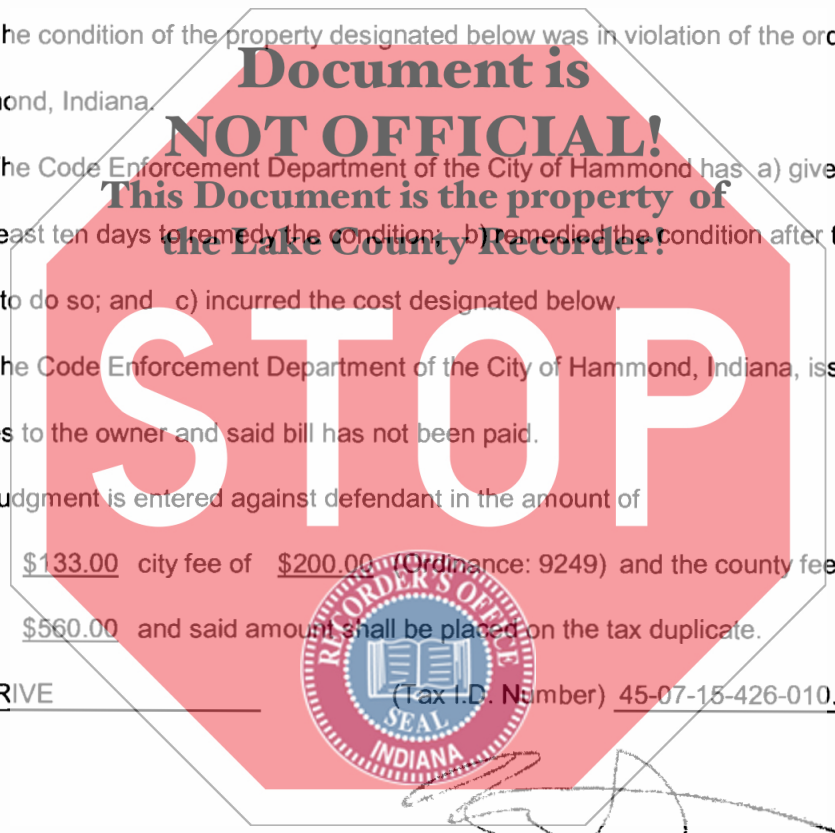 he condition of the property designated below was in violation of the ord
Document is
ond, Indiana.
NOT OFFICIAL!
he Code Enforcement Department of the City of Hammond has a) give
This Document is the property of
east ten days to remedy the condition; b) remedied the condition after
the Lake County Recorder!
to do so; and c) incurred the cost designated below.
STOP
he Code Enforcement Department of the City of Hammond, Indiana, iss
s to the owner and said bill has not been paid.
udgment is entered against defendant in the amount of
$133.00 city fee of $200.00 (Ordinance: 9249) and the county fee
$560.00 and said amount shall be placed on the tax duplicate.
RIVE (Tax I.D. Number) 45-07-15-426-010.
RECORDER'S OFFICE
SEAL
INDIANA